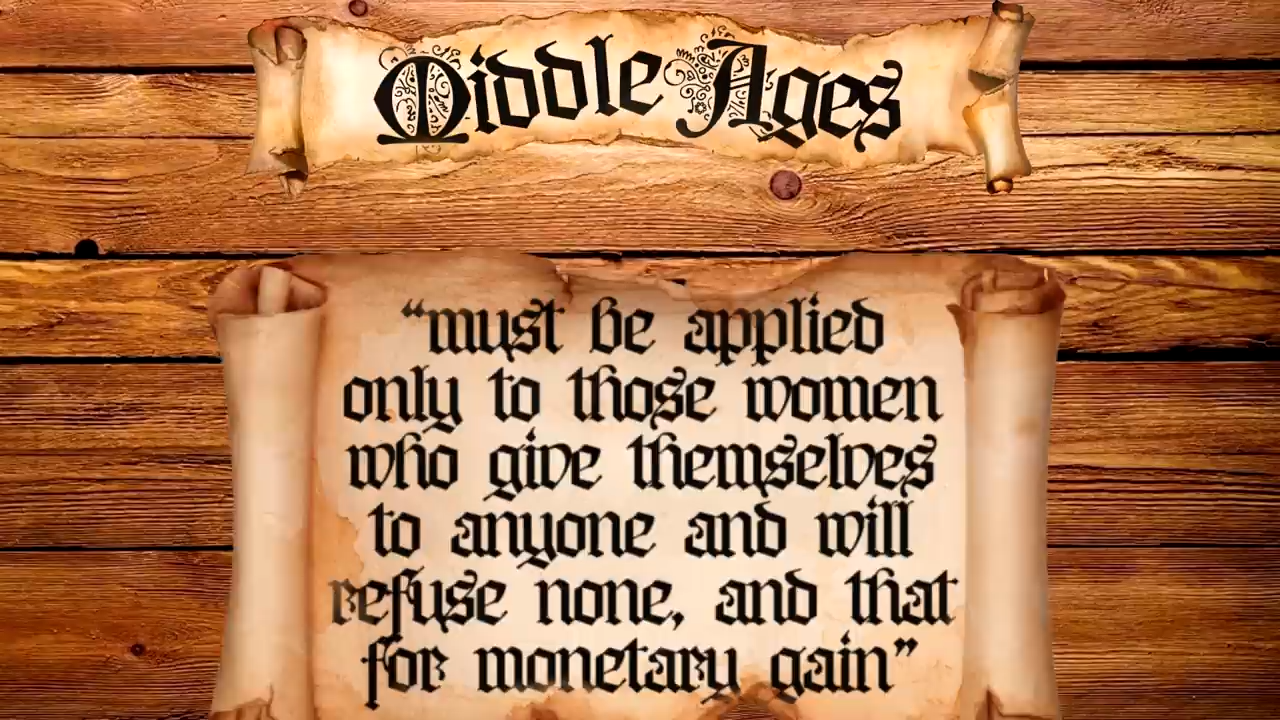 Middle Ages
“must be applied
only to those women
who give themselves
to anyone and will
refuse none, and that
for monetary gain”